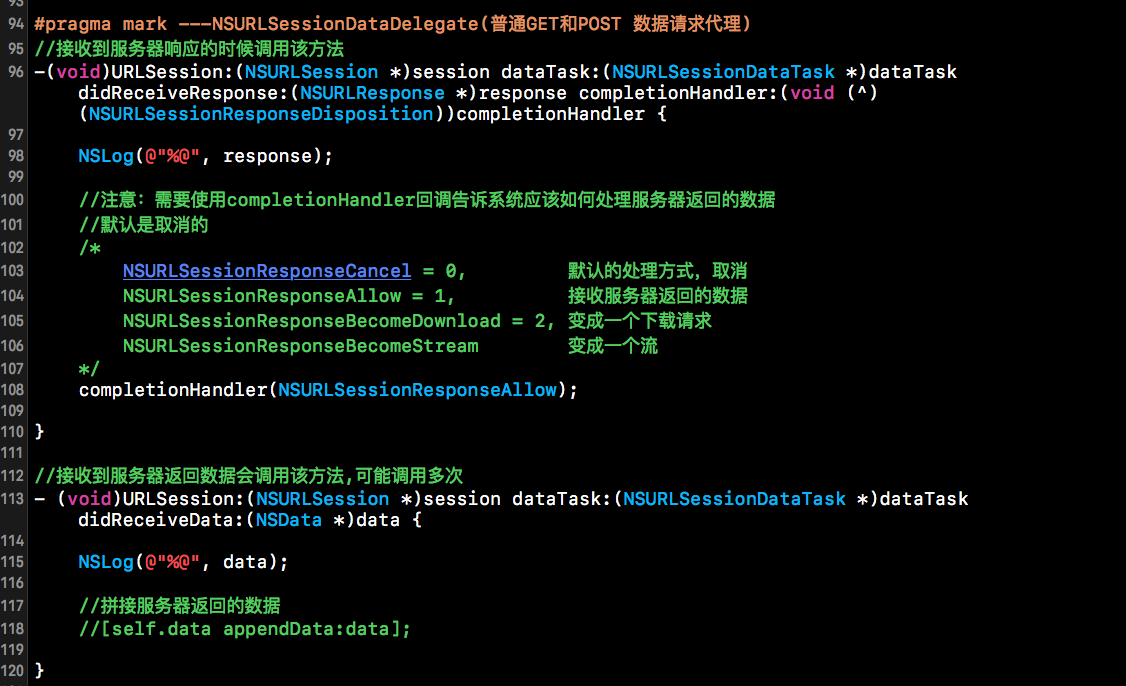 93
94 #pragma mark ---NSURLSessionDataDelegate(普通GET和POST 数据请求代理)
95 //接收到服务器响应的时候调用该方法
96 -(void)URLSession:(NSURLSession *)session dataTask:(NSURLSessionDataTask *)dataTask
didReceiveResponse:(NSURLResponse *)response completionHandler:(void (^)
(NSURLSessionResponseDisposition))completionHandler {
97
98 NSLog(@"%@", response);
99
100 //注意：需要使用completionHandler回调告诉系统应该如何处理服务器返回的数据
101 //默认是取消的
102 /*
103 NSURLSessionResponseCancel = 0, 默认的处理方式，取消
104 NSURLSessionResponseAllow = 1, 接收服务器返回的数据
105 NSURLSessionResponseBecomeDownload = 2, 变成一个下载请求
106 NSURLSessionResponseBecomeStream 变成一个流
107 */
108 completionHandler(NSURLSessionResponseAllow);
109
110 }
111
112 //接收到服务器返回数据会调用该方法,可能调用多次
113 - (void)URLSession:(NSURLSession *)session dataTask:(NSURLSessionDataTask *)dataTask
didReceiveData:(NSData *)data {
114
115 NSLog(@"%@", data);
116
117 //拼接服务器返回的数据
118 //[self.data appendData:data];
119
120 }